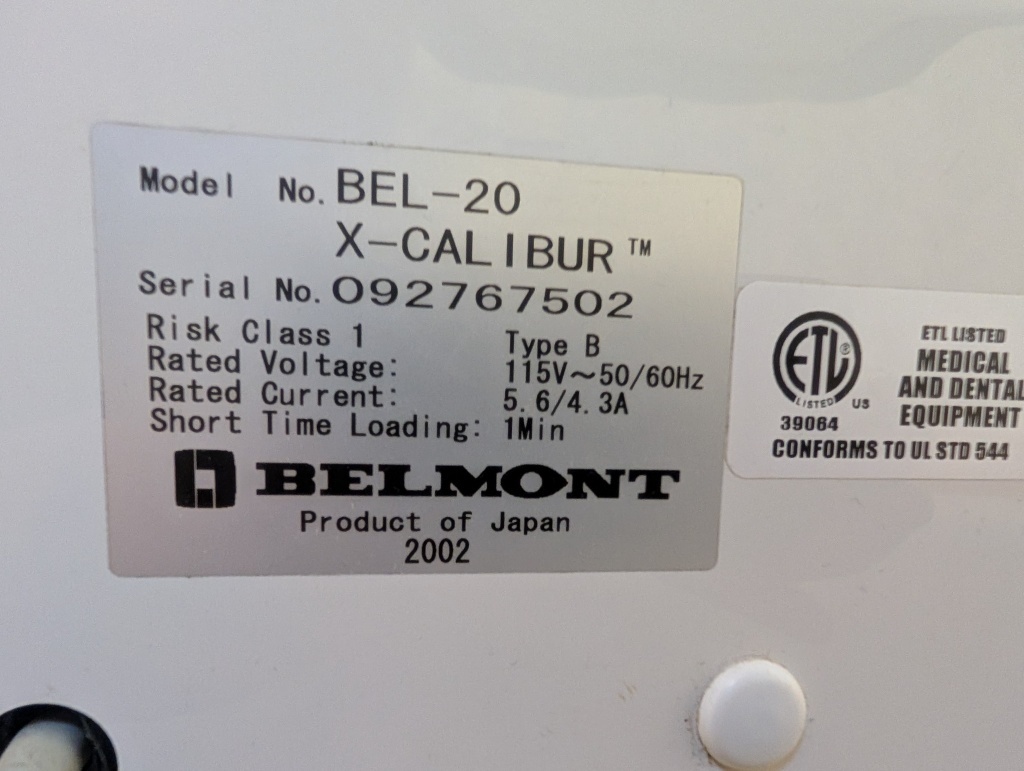 Model No. BEL-20
X-CALIBUR™
Serial No. 092767502
Risk Class 1 Type B
Rated Voltage: 115V~50/60Hz
Rated Current: 5.6/4.3A
Short Time Loading: 1Min
BELMONT
Product of Japan
2002
ETL®
LISTED US
39064
ETL LISTED
MEDICAL
AND DENTAL
EQUIPMENT
CONFORMS TO UL STD 544